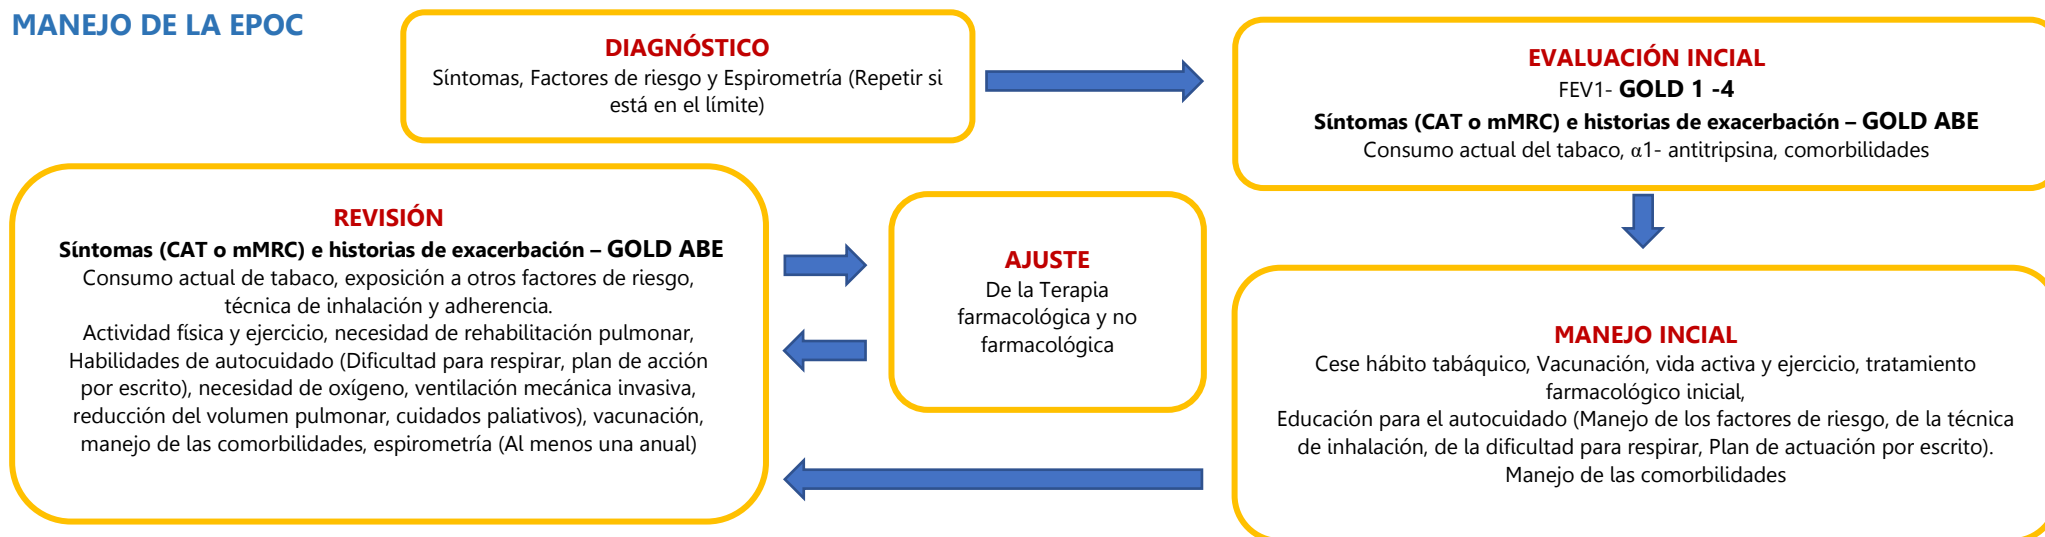 MANEJO DE LA EPOC
DIAGNÓSTICO
Síntomas, Factores de riesgo y Espirometría (Repetir si
está en el límite)
EVALUACIÓN INCIAL
FEV1- GOLD 1 -4
Síntomas (CAT o mMRC) e historias de exacerbación – GOLD ABE
Consumo actual del tabaco, α1- antitripsina, comorbilidades
REVISIÓN
Síntomas (CAT o mMRC) e historias de exacerbación – GOLD ABE
Consumo actual de tabaco, exposición a otros factores de riesgo,
técnica de inhalación y adherencia.
Actividad física y ejercicio, necesidad de rehabilitación pulmonar,
Habilidades de autocuidado (Dificultad para respirar, plan de acción
por escrito), necesidad de oxígeno, ventilación mecánica invasiva,
reducción del volumen pulmonar, cuidados paliativos), vacunación,
manejo de las comorbilidades, espirometría (Al menos una anual)
AJUSTE
De la Terapia
farmacológica y no
farmacológica
MANEJO INCIAL
Cese hábito tabáquico, Vacunación, vida activa y ejercicio, tratamiento
farmacológico inicial,
Educación para el autocuidado (Manejo de los factores de riesgo, de la técnica
de inhalación, de la dificultad para respirar, Plan de actuación por escrito).
Manejo de las comorbilidades